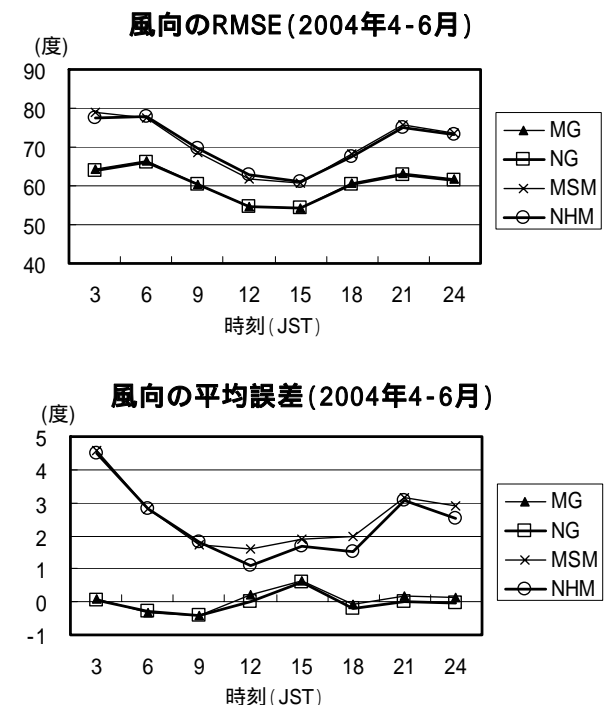 風向のRMSE(2004年4-6月)
(度)
90
80
70
60
50
40
3 6 9 12 15 18 21 24
時刻(JST)
MG
NG
MSM
NHM
風向の平均誤差(2004年4-6月)
(度)
5
4
3
2
1
0
-1
3 6 9 12 15 18 21 24
時刻(JST)
MG
NG
MSM
NHM